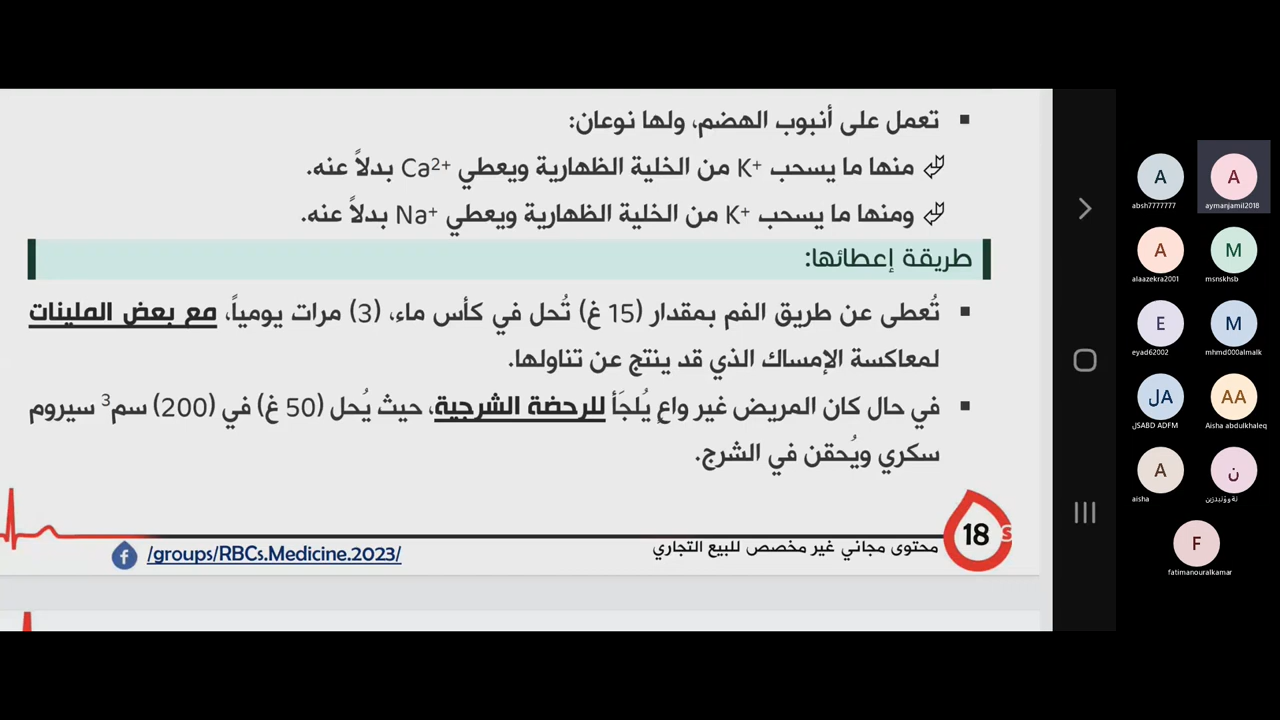 تعمل على أنبوب الهضم، ولها نوعان:
منها ما يسحب K⁺ من الخلية الظهارية ويعطي Ca²⁺ بدلاً عنه.
ومنها ما يسحب K⁺ من الخلية الظهارية ويعطي Na⁺ بدلاً عنه.
طريقة إعطائها:
تُعطى عن طريق الفم بمقدار (15 غ) تُحل في كأس ماء، (3) مرات يومياً، مع بعض الملينات
لمعاكسة الإمساك الذي قد ينتج عن تناولها.
في حال كان المريض غير واعٍ يُلجَأ للرحضة الشرجية، حيث يُحل (50 غ) في (200) سم³ سيروم
سكري ويُحقن في الشرج.
18
محتوى مجاني غير مخصص للبيع التجاري
/groups/RBCs.Medicine.2023/
A
absh7777777
A
aymanjamil2018
A
alaazekra2001
M
msnskhsb
E
eyad62002
M
mhmd000almalk
JA
JSABD ADFM
AA
Aisha abdulkhaleq
A
aisha
ن
F
fatimanouralkamar